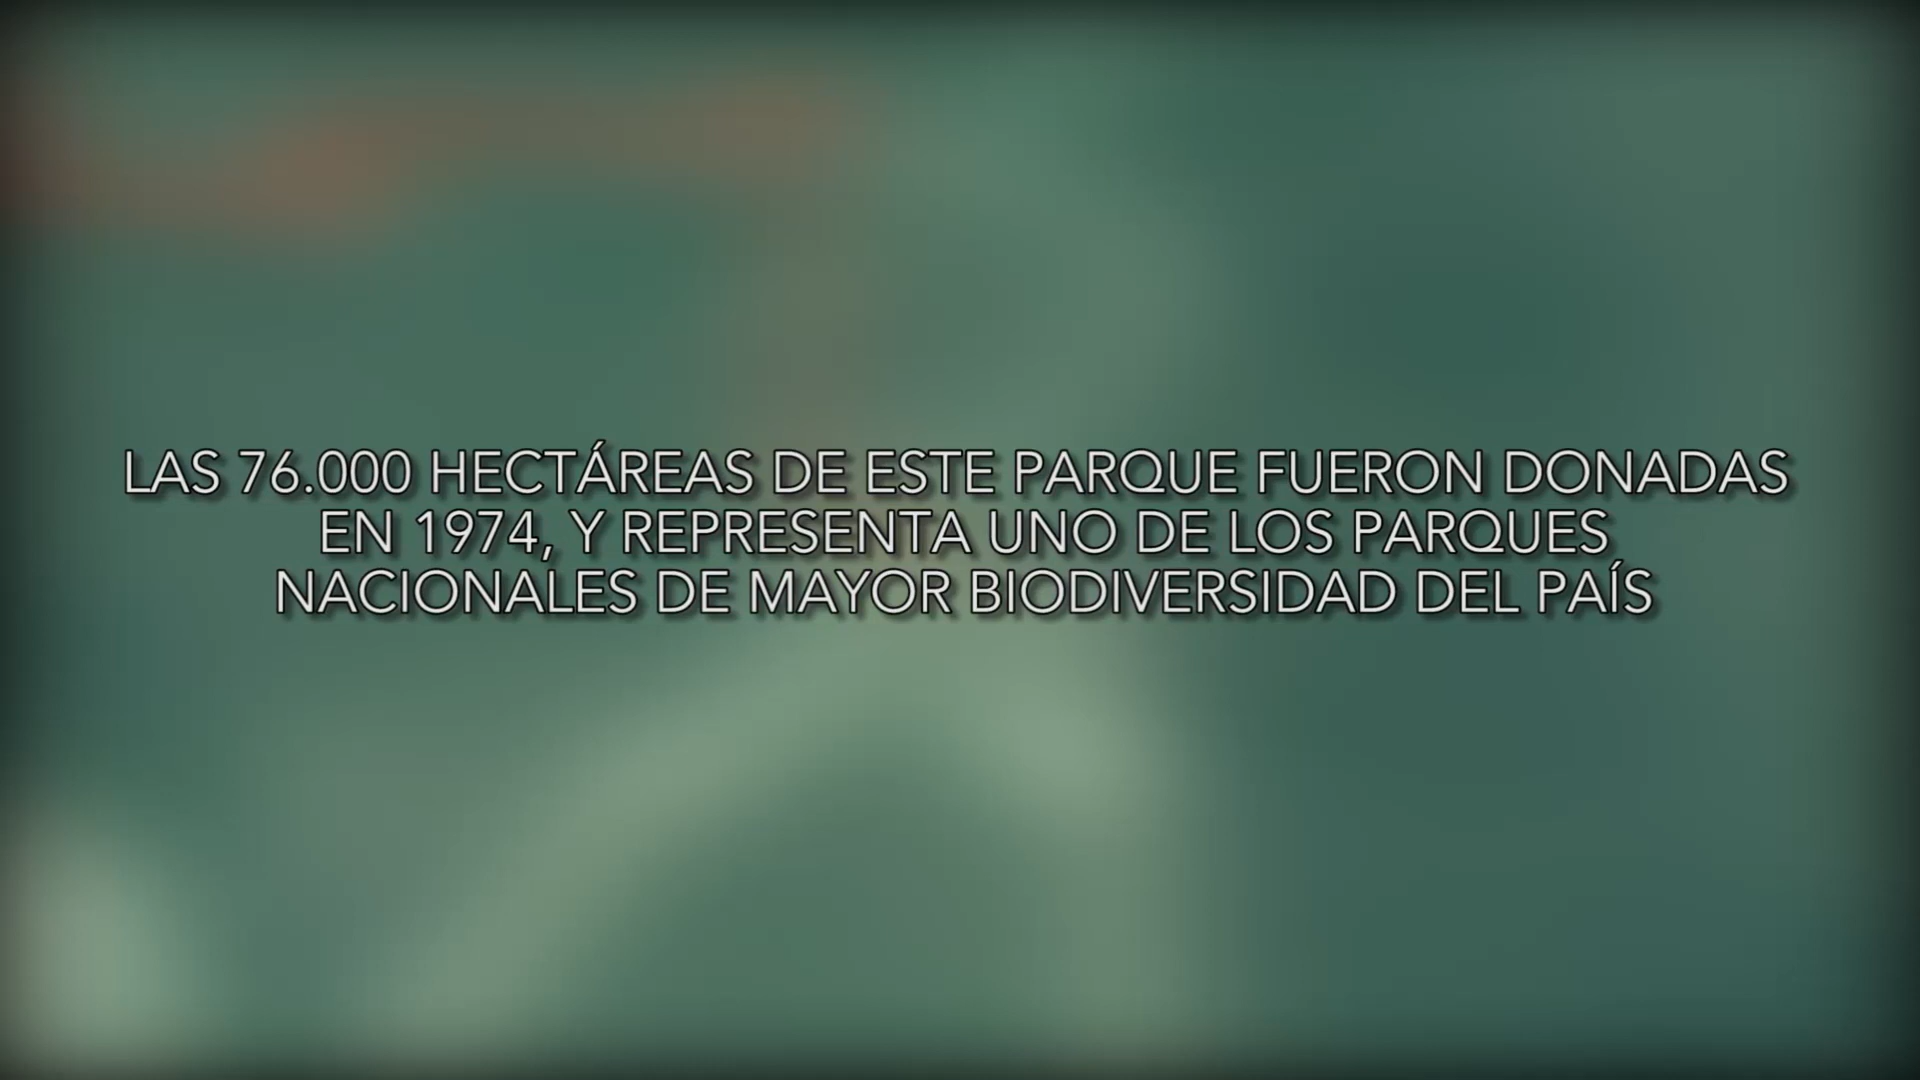 LAS 76.000 HECTÁREAS DE ESTE PARQUE FUERON DONADAS
EN 1974, Y REPRESENTA UNO DE LOS PARQUES
NACIONALES DE MAYOR BIODIVERSIDAD DEL PAÍS